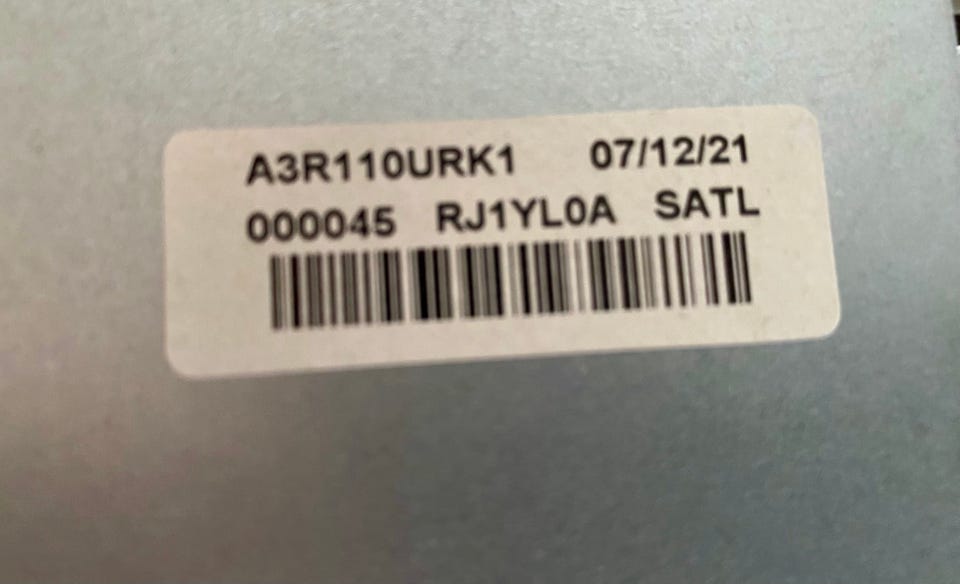 A3R110URK1 07/12/21
000045 RJ1YL0A SATL